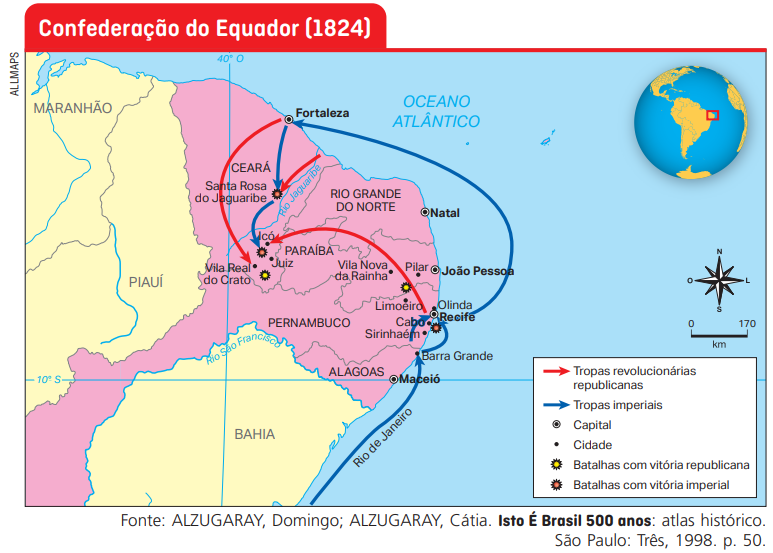 Confederação do Equador (1824)
ALLMAPS
40° O
MARANHÃO
Fortaleza
OCEANO
ATLÂNTICO
CEARÁ
Santa Rosa
do Jaguaribe
Rio Jaguaribe
RIO GRANDE
DO NORTE
Natal
Icó
PARAÍBA
Juiz
Vila Real
do Crato
Vila Nova
da Rainha
Pilar
João Pessoa
PIAUÍ
Limoeiro
Olinda
Recife
PERNAMBUCO
Cabo
Sirinhaém
Rio São Francisco
Barra Grande
ALAGOAS
10° S
Maceió
BAHIA
Rio de Janeiro
N
O
L
S
0
170
km
Tropas revolucionárias
republicanas
Tropas imperiais
Capital
Cidade
Batalhas com vitória republicana
Batalhas com vitória imperial
Fonte: ALZUGARAY, Domingo; ALZUGARAY, Cátia. Isto É Brasil 500 anos: atlas histórico.
São Paulo: Três, 1998. p. 50.